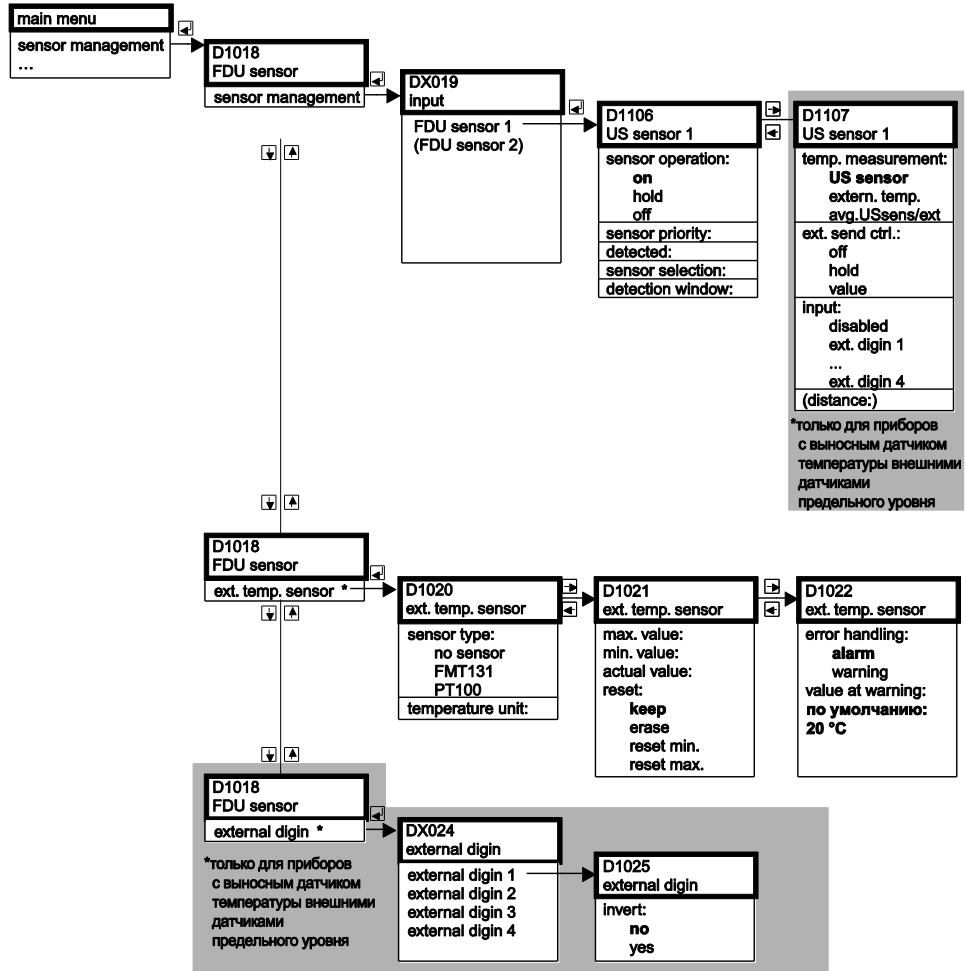 main menu
sensor management
...
D1018
FDU sensor
sensor management
DX019
input
FDU sensor 1
(FDU sensor 2)
D1106
US sensor 1
sensor operation:
on
hold
off
sensor priority:
detected:
sensor selection:
detection window:
D1107
US sensor 1
temp. measurement:
US sensor
extern. temp.
avg.USsens/ext
ext. send ctrl.:
off
hold
value
input:
disabled
ext. digin 1
...
ext. digin 4
(distance:)
*только для приборов
с выносным датчиком
температуры внешними
датчиками
предельного уровня
D1018
FDU sensor
ext. temp. sensor *
D1020
ext. temp. sensor
sensor type:
no sensor
FMT131
PT100
temperature unit:
D1021
ext. temp. sensor
max. value:
min. value:
actual value:
reset:
keep
erase
reset min.
reset max.
D1022
ext. temp. sensor
error handling:
alarm
warning
value at warning:
по умолчанию:
20 °C
D1018
FDU sensor
external digin *
*только для приборов
с выносным датчиком
температуры внешними
датчиками
предельного уровня
DX024
external digin
external digin 1
external digin 2
external digin 3
external digin 4
D1025
external digin
invert:
no
yes